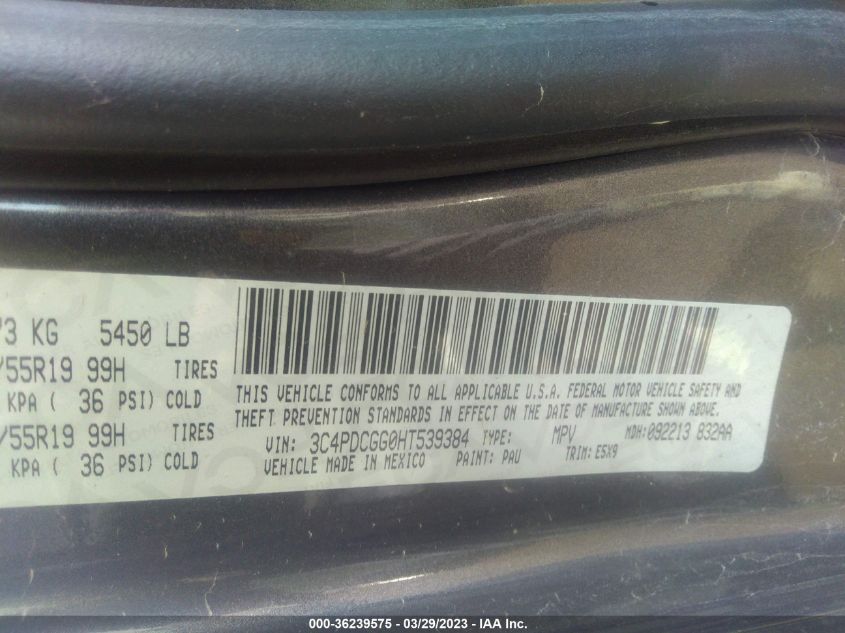 73 KG 5450 LB
/55R19 99H TIRES
KPA ( 36 PSI) COLD
/55R19 99H TIRES
KPA ( 36 PSI) COLD
THIS VEHICLE CONFORMS TO ALL APPLICABLE U.S.A. FEDERAL MOTOR VEHICLE SAFETY AND
THEFT PREVENTION STANDARDS IN EFFECT ON THE DATE OF MANUFACTURE SHOWN ABOVE.
VIN: 3C4PDCGG0HT539384 TYPE: MPV MDH:092213 832AA
VEHICLE MADE IN MEXICO PAINT: PAU TRIM: E5X9
000-36239575 - 03/29/2023 - IAA Inc.